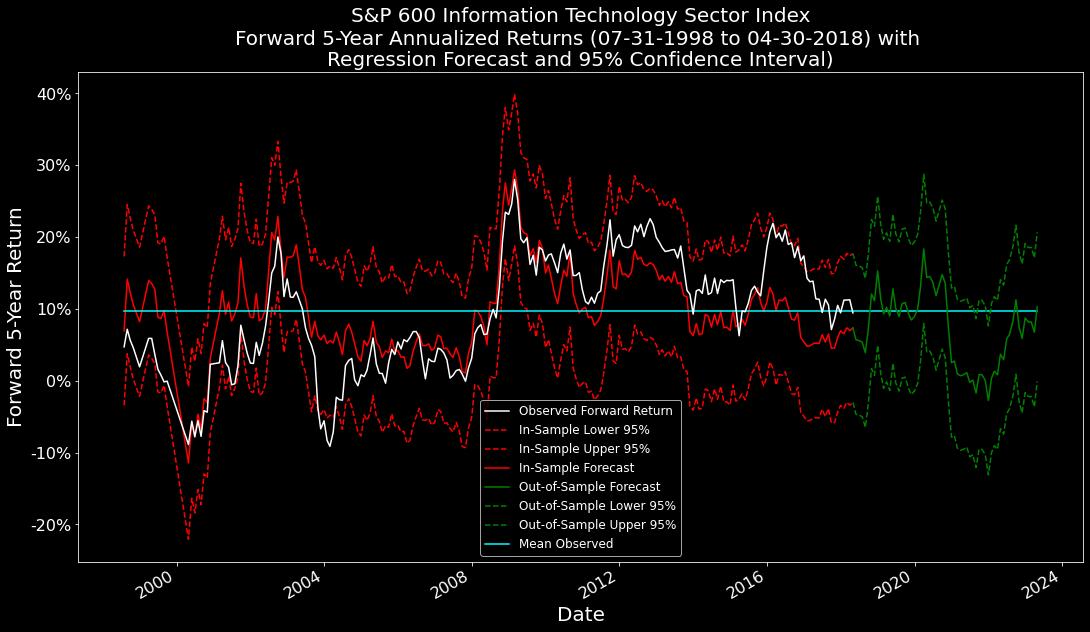 S&P 600 Information Technology Sector Index
Forward 5-Year Annualized Returns (07-31-1998 to 04-30-2018) with
Regression Forecast and 95% Confidence Interval)
Forward 5-Year Return
40%
30%
20%
10%
0%
-10%
-20%
Observed Forward Return
In-Sample Lower 95%
In-Sample Upper 95%
In-Sample Forecast
Out-of-Sample Forecast
Out-of-Sample Lower 95%
Out-of-Sample Upper 95%
Mean Observed
2000
2004
2008
2012
2016
2020
2024
Date